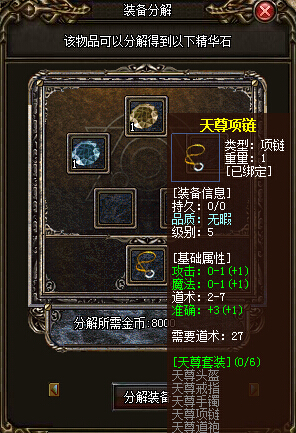 装备分解
该物品可以分解得到以下精华石
1
1
天尊项链
类型：项链
重量：1
[已绑定]
[装备信息]
持久：0/0
品质：无暇
级别：5
[基础属性]
攻击：0-1(+1)
魔法：0-1(+1)
道术：2-7
准确：+3(+1)
需要道术：27
分解所需金币:8000
[天尊套装](0/6)
天尊头盔
天尊戒指
天尊手镯
天尊项链
天尊道袍
分解装备